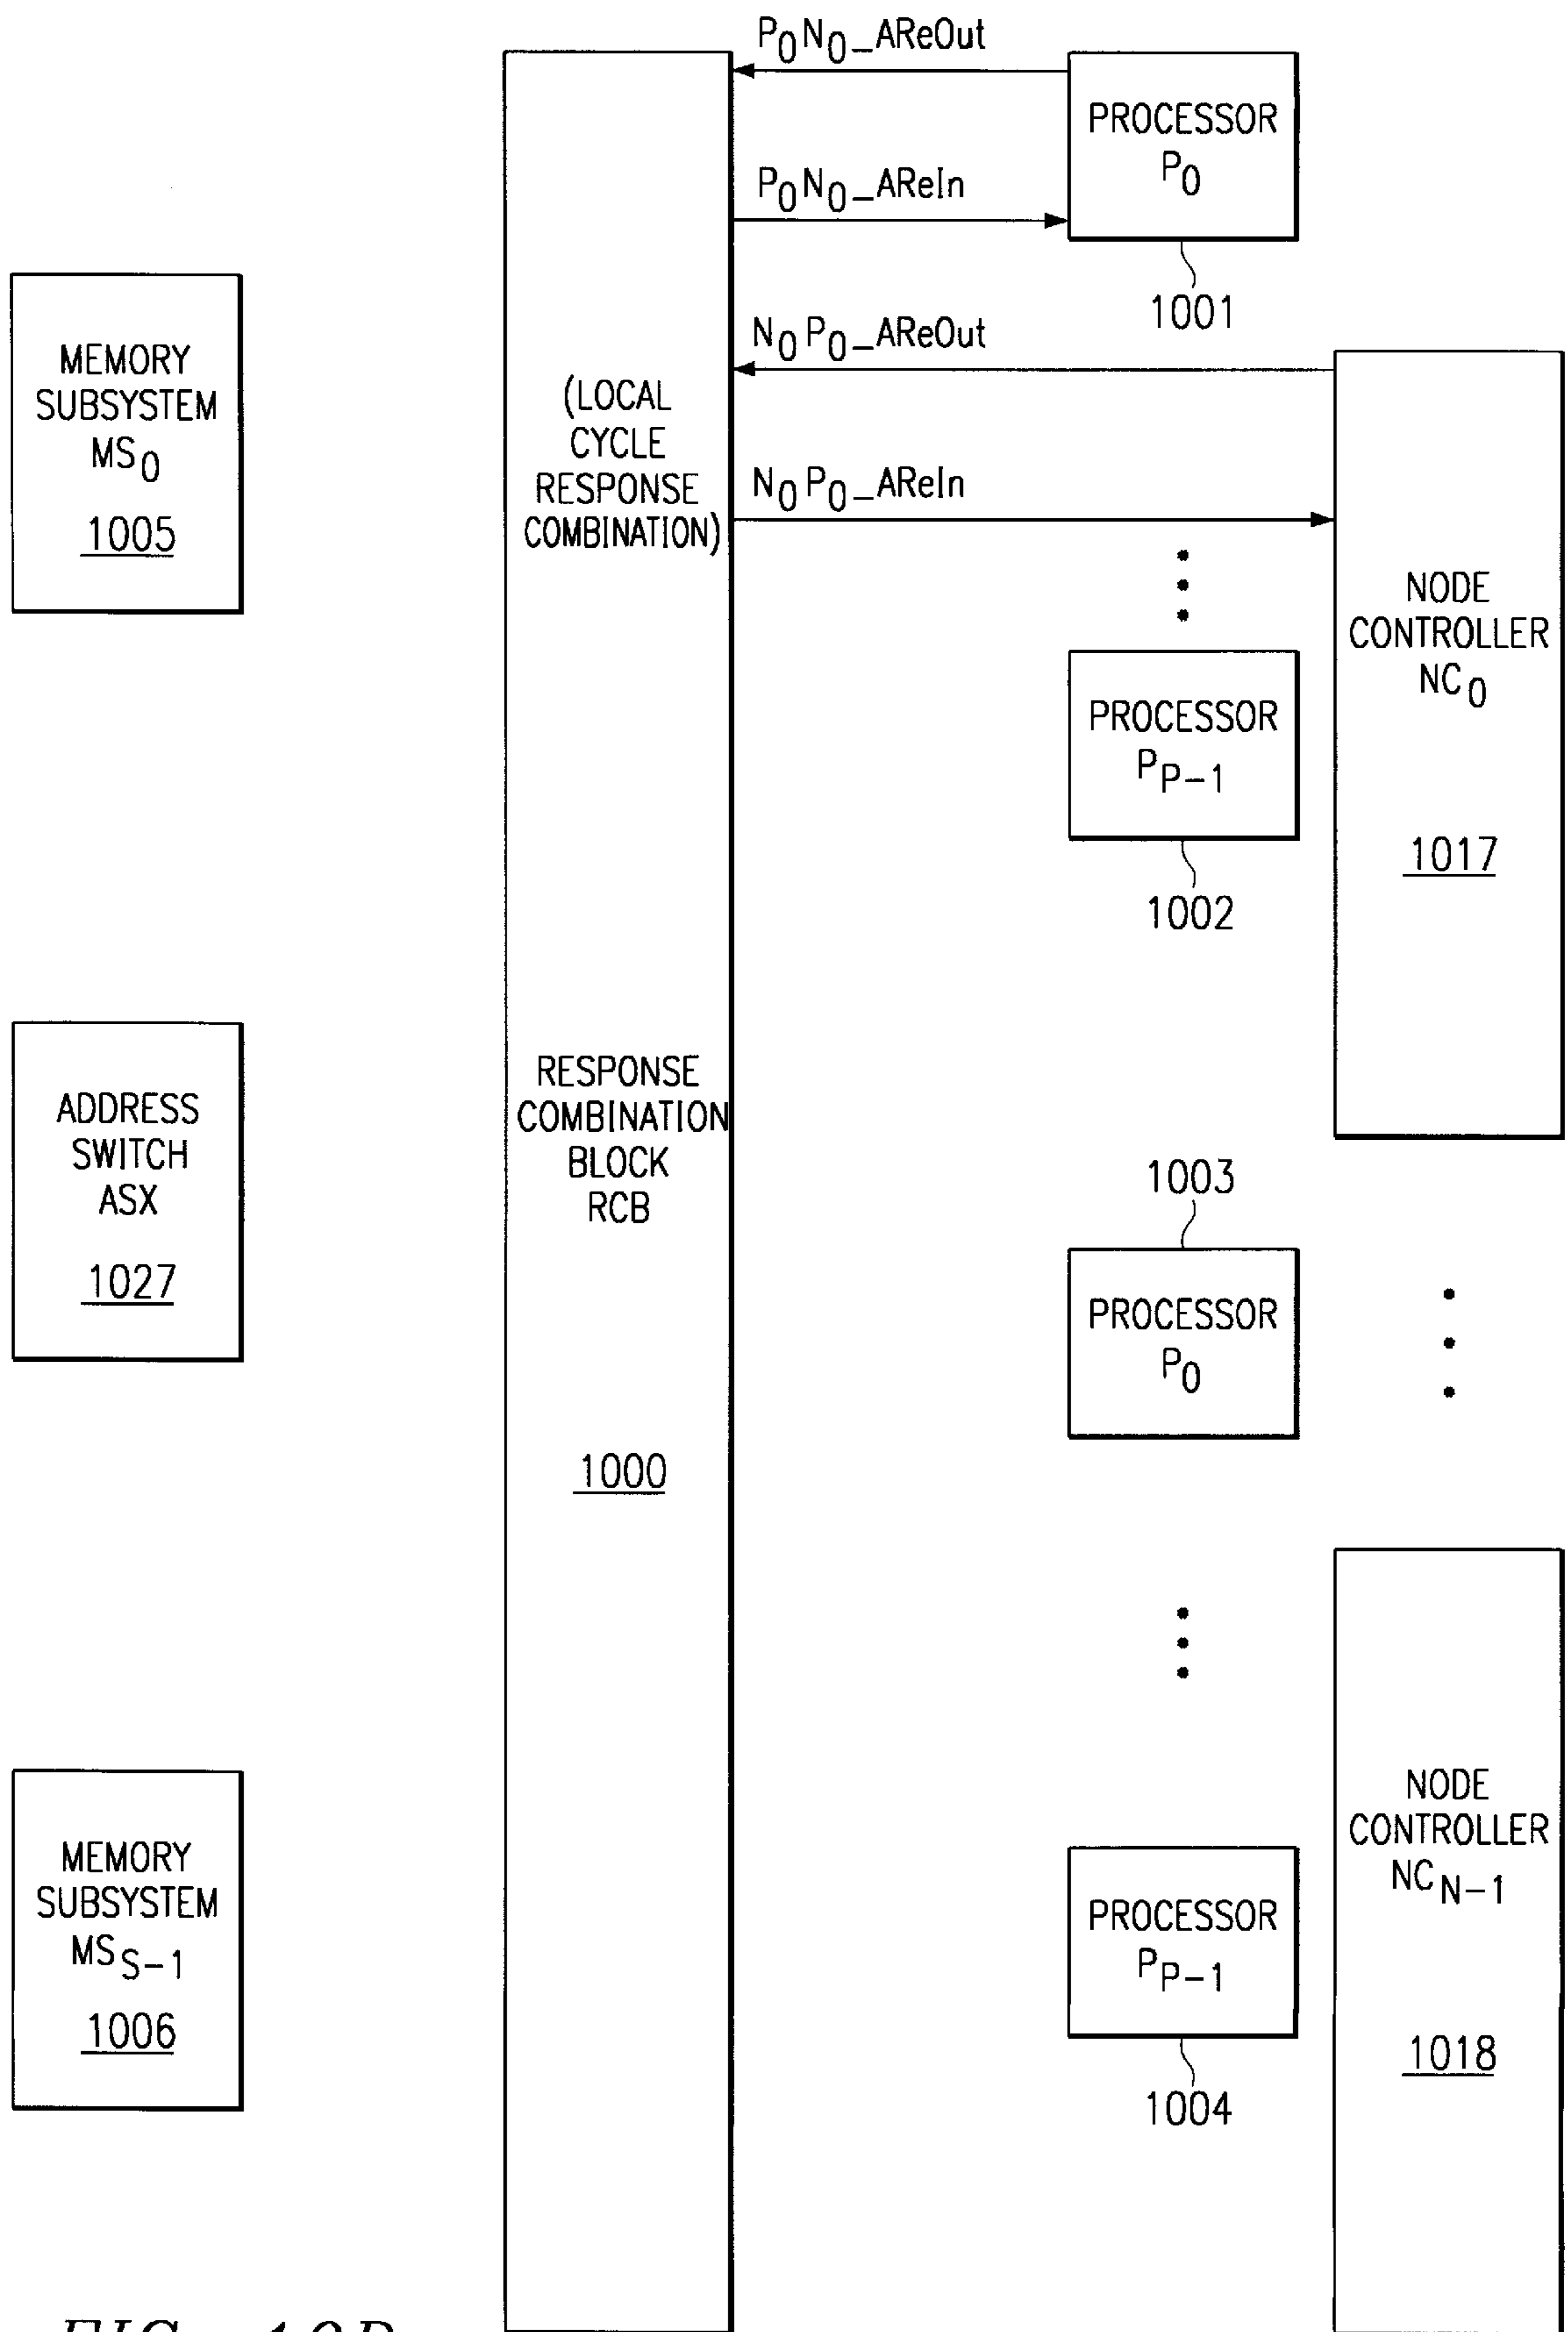 P0N0_AReOut
PROCESSOR
P0
P0N0_AReIn
1001
MEMORY
SUBSYSTEM
MS0
1005
(LOCAL
CYCLE
RESPONSE
COMBINATION)
N0P0_AReOut
N0P0_AReIn
NODE
CONTROLLER
NC0
1017
PROCESSOR
PP-1
1002
ADDRESS
SWITCH
ASX
1027
RESPONSE
COMBINATION
BLOCK
RCB
1000
1003
PROCESSOR
P0
MEMORY
SUBSYSTEM
MSS-1
1006
PROCESSOR
PP-1
1004
NODE
CONTROLLER
NCN-1
1018